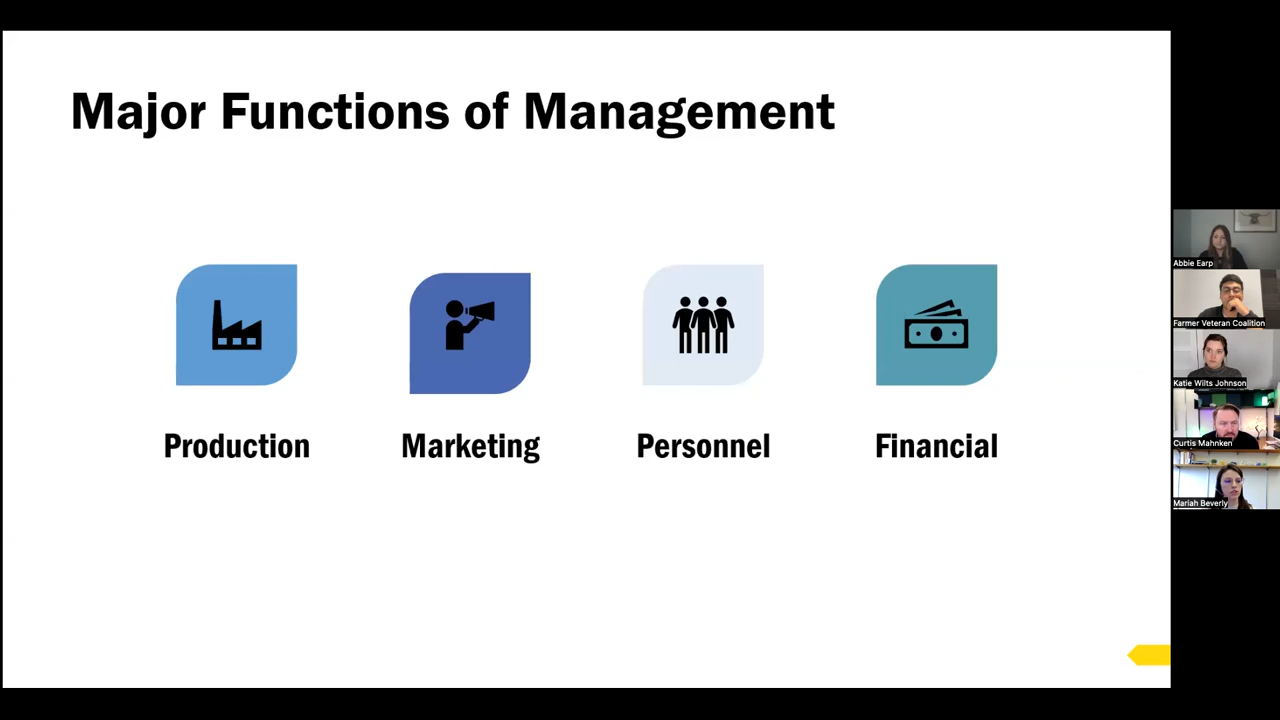 Major Functions of Management
Production
Marketing
Personnel
Financial
Abbie Earp
Farmer Veteran Coalition
Katie Wilts Johnson
Curtis Mahnken
Mariah Beverly